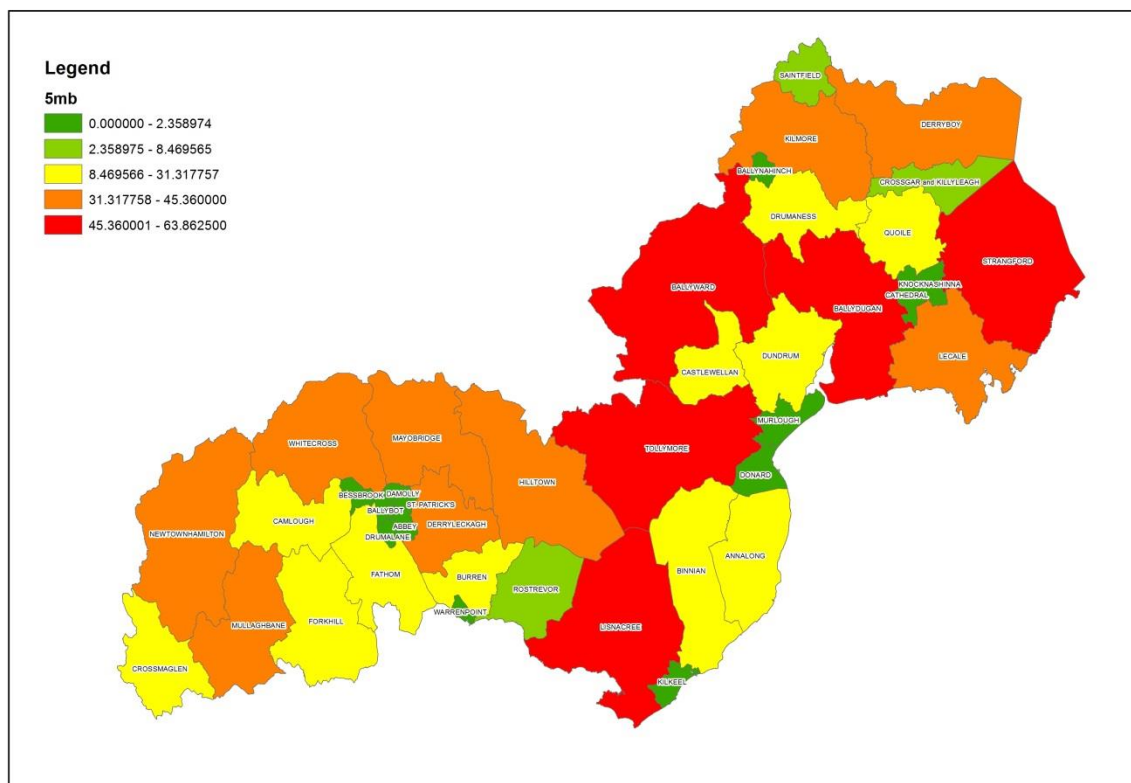 Legend
5mb
0.000000 - 2.358974
2.358975 - 8.469565
8.469566 - 31.317757
31.317758 - 45.360000
45.360001 - 63.862500
SAINTFIELD
DERRYBOY
KILMORE
BALLYNAHINCH
CROSSGAR and KILLYLEAGH
DRUMANESS
QUOILE
STRANGFORD
KNOCKNASHINNA
BALLYWARD
CATHEDRAL
BALLYDUGAN
LECALE
DUNDRUM
CASTLEWELLAN
MURLOUGH
MAYOBRIDGE
WHITECROSS
TOLLYMORE
BESSBROOK
DONARD
HILLTOWN
DAMOLLY
ST. PATRICK'S
BALLYBOT
CAMLOUGH
DERRYLECKAGH
ABBEY
NEWTOWNHAMILTON
DRUMALANE
ANNALONG
BINNIAN
FATHOM
BURREN
ROSTREVOR
WARRENPOINT
FORKHILL
MULLAGHBANE
LISNACREE
CROSSMAGLEN
KILKEEL